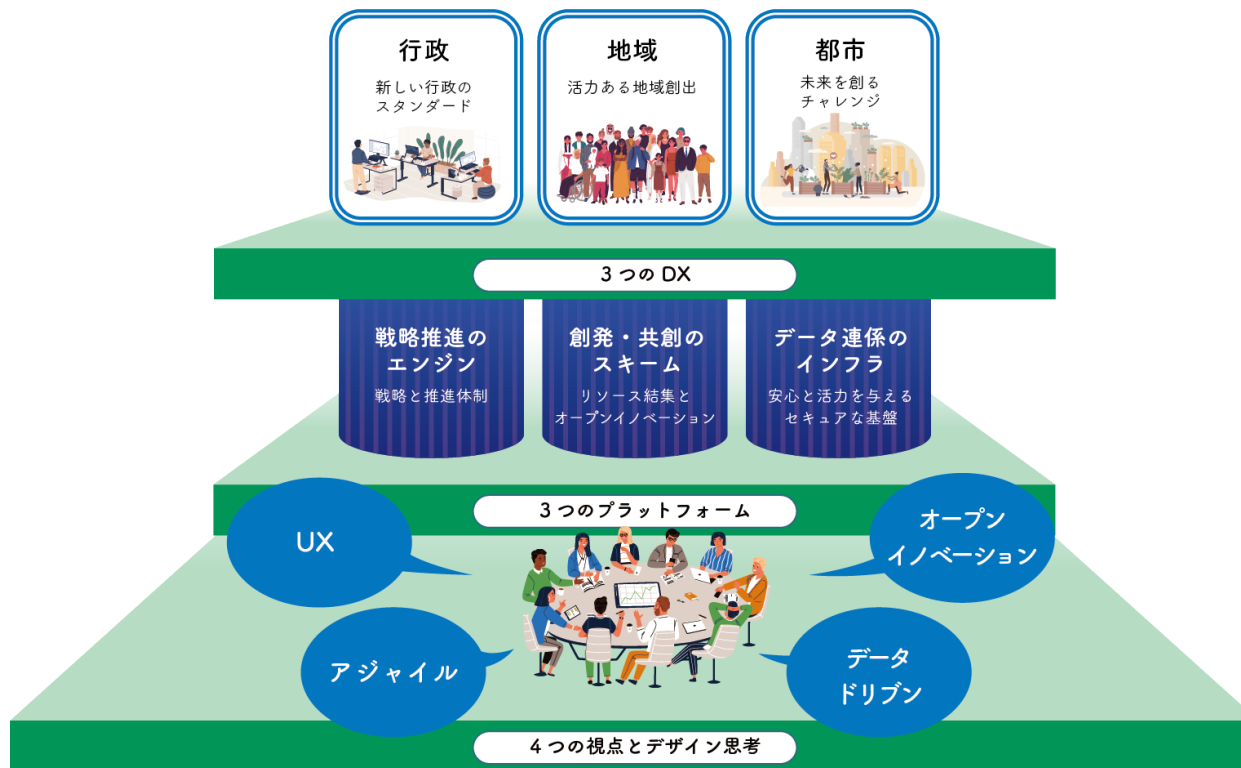 行政
新しい行政の
スタンダード
地域
活力ある地域創出
都市
未来を創る
チャレンジ
3つのDX
戦略推進の
エンジン
戦略と推進体制
創発・共創の
スキーム
リソース結集と
オープンイノベーション
データ連係の
インフラ
安心と活力を与える
セキュアな基盤
3つのプラットフォーム
UX
オープン
イノベーション
アジャイル
データ
ドリブン
4つの視点とデザイン思考